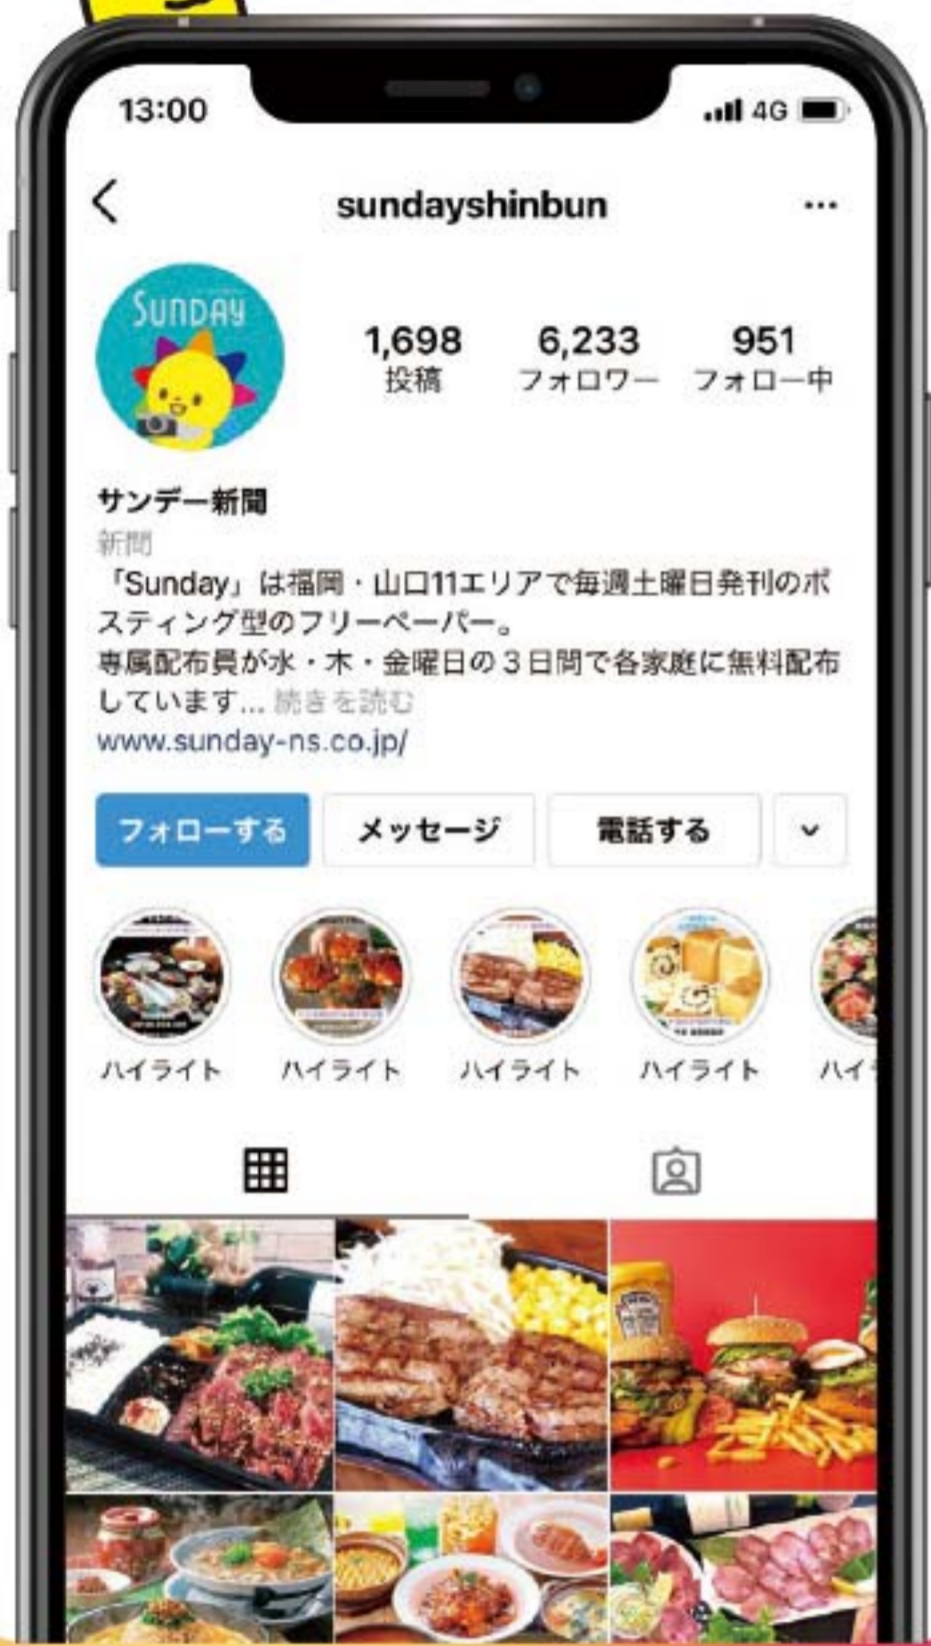 13:00
4G
sundayshinbun
SUNDAY
1,698 6,233 951
投稿 フォロワー フォロー中
サンデー新聞
新聞
「Sunday」は福岡・山口11エリアで毎週土曜日発刊のポ
スティング型のフリーペーパー。
専属配布員が水・木・金曜日の3日間で各家庭に無料配布
しています... 続きを読む
www.sunday-ns.co.jp/
フォローする メッセージ 電話する
ハイライト ハイライト ハイライト ハイライト ハイ